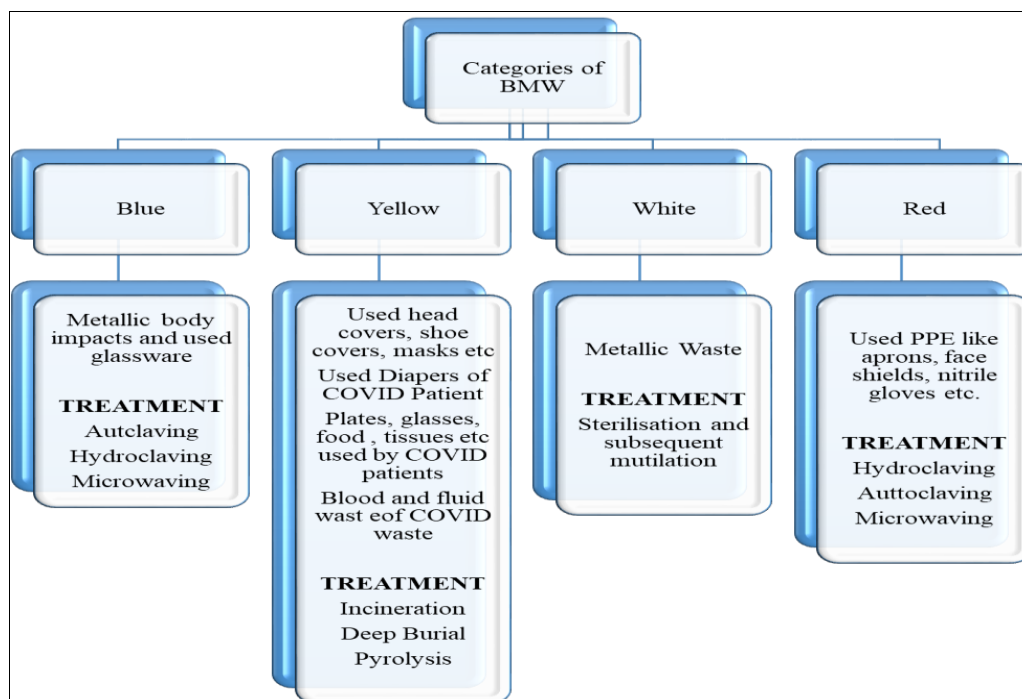 Categories of
BMW
Blue
Yellow
White
Red
Metallic body
impacts and used
glassware
TREATMENT
Autclaving
Hydroclaving
Microwaving
Used head
covers, shoe
covers, masks etc
Used Diapers of
COVID Patient
Plates, glasses,
food , tissues etc
used by COVID
patients
Blood and fluid
wast eof COVID
waste
TREATMENT
Incineration
Deep Burial
Pyrolysis
Metallic Waste
TREATMENT
Sterilisation and
subsequent
mutilation
Used PPE like
aprons, face
shields, nitrile
gloves etc.
TREATMENT
Hydroclaving
Auttoclaving
Microwaving